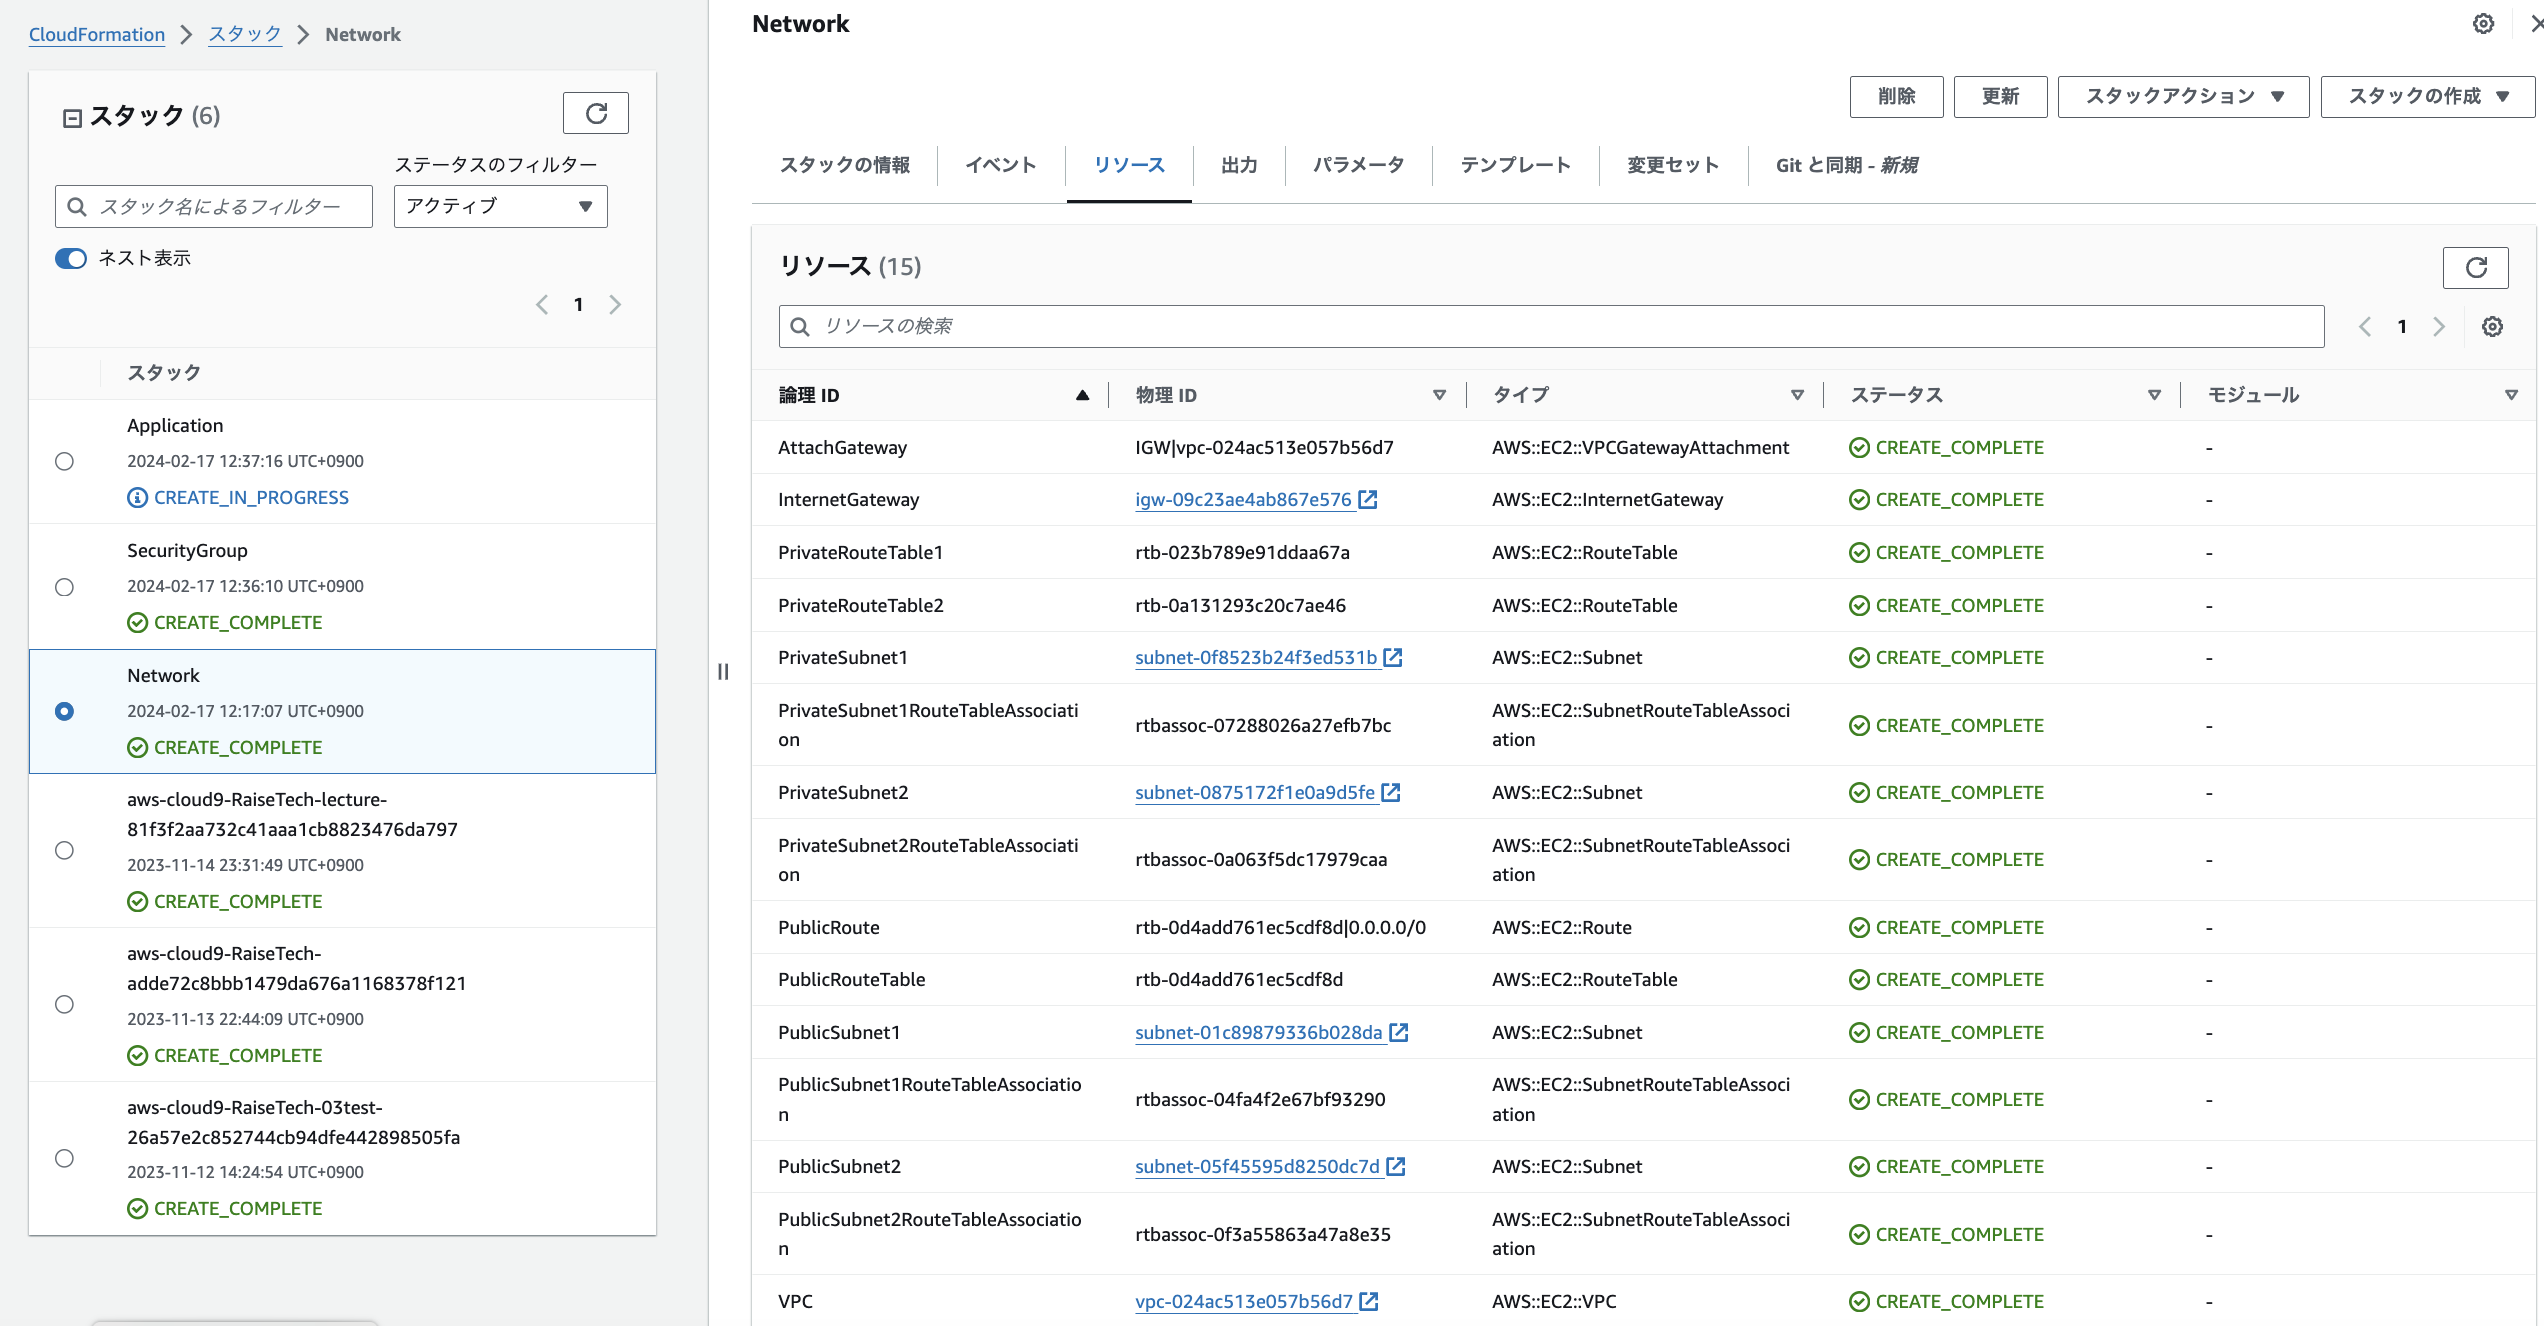 CloudFormation
スタック
Network
スタック (6)
ステータスのフィルター
スタック名によるフィルター
アクティブ
ネスト表示
1
スタック
Application
2024-02-17 12:37:16 UTC+0900
CREATE_IN_PROGRESS
SecurityGroup
2024-02-17 12:36:10 UTC+0900
CREATE_COMPLETE
Network
2024-02-17 12:17:07 UTC+0900
CREATE_COMPLETE
aws-cloud9-RaiseTech-lecture-
81f3f2aa732c41aaa1cb8823476da797
2023-11-14 23:31:49 UTC+0900
CREATE_COMPLETE
aws-cloud9-RaiseTech-
adde72c8bbb1479da676a1168378f121
2023-11-13 22:44:09 UTC+0900
CREATE_COMPLETE
aws-cloud9-RaiseTech-03test-
26a57e2c852744cb94dfe442898505fa
2023-11-12 14:24:54 UTC+0900
CREATE_COMPLETE
Network
削除
更新
スタックアクション
スタックの作成
スタックの情報
イベント
リソース
出力
パラメータ
テンプレート
変更セット
Git と同期 - 新規
リソース (15)
リソースの検索
1
論理 ID 物理 ID タイプ ステータス モジュール
AttachGateway IGW|vpc-024ac513e057b56d7 AWS::EC2::VPCGatewayAttachment CREATE_COMPLETE -
InternetGateway igw-09c23ae4ab867e576 AWS::EC2::InternetGateway CREATE_COMPLETE -
PrivateRouteTable1 rtb-023b789e91ddaa67a AWS::EC2::RouteTable CREATE_COMPLETE -
PrivateRouteTable2 rtb-0a131293c20c7ae46 AWS::EC2::RouteTable CREATE_COMPLETE -
PrivateSubnet1 subnet-0f8523b24f3ed531b AWS::EC2::Subnet CREATE_COMPLETE -
PrivateSubnet1RouteTableAssociati
on
rtbassoc-07288026a27efb7bc
AWS::EC2::SubnetRouteTableAssoci
ation
CREATE_COMPLETE -
PrivateSubnet2 subnet-0875172f1e0a9d5fe AWS::EC2::Subnet CREATE_COMPLETE -
PrivateSubnet2RouteTableAssociati
on
rtbassoc-0a063f5dc17979caa
AWS::EC2::SubnetRouteTableAssoci
ation
CREATE_COMPLETE -
PublicRoute rtb-0d4add761ec5cdf8d|0.0.0.0/0 AWS::EC2::Route CREATE_COMPLETE -
PublicRouteTable rtb-0d4add761ec5cdf8d AWS::EC2::RouteTable CREATE_COMPLETE -
PublicSubnet1 subnet-01c89879336b028da AWS::EC2::Subnet CREATE_COMPLETE -
PublicSubnet1RouteTableAssociatio
n
rtbassoc-04fa4f2e67bf93290
AWS::EC2::SubnetRouteTableAssoci
ation
CREATE_COMPLETE -
PublicSubnet2 subnet-05f45595d8250dc7d AWS::EC2::Subnet CREATE_COMPLETE -
PublicSubnet2RouteTableAssociatio
n
rtbassoc-0f3a55863a47a8e35
AWS::EC2::SubnetRouteTableAssoci
ation
CREATE_COMPLETE -
VPC vpc-024ac513e057b56d7 AWS::EC2::VPC CREATE_COMPLETE -